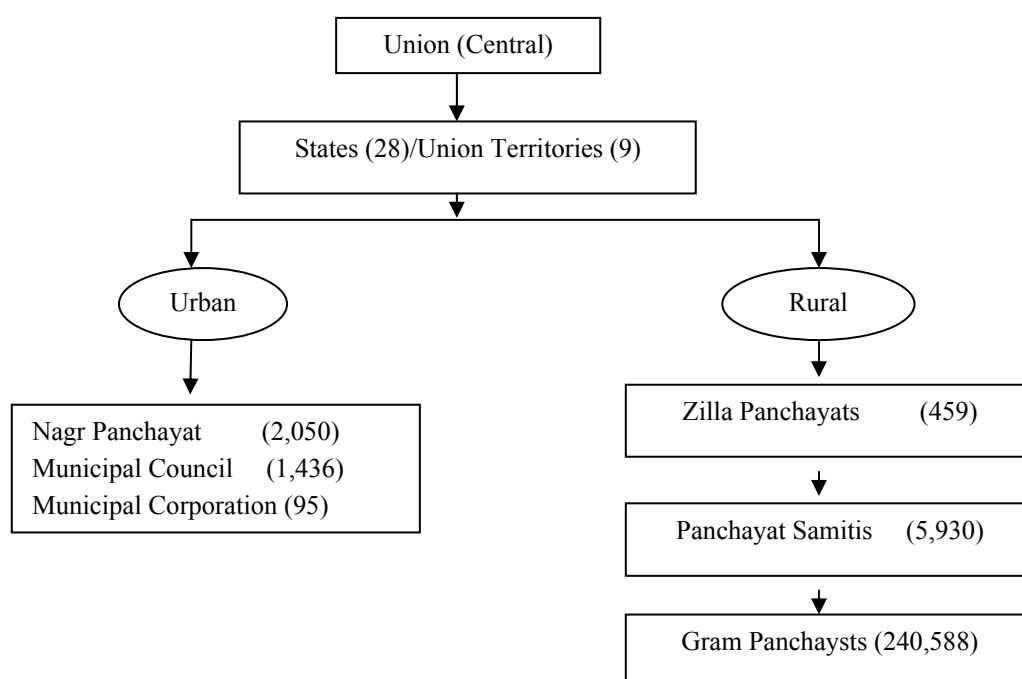 Union (Central)
States (28)/Union Territories (9)
Urban
Rural
Nagr Panchayat (2,050)
Municipal Council (1,436)
Municipal Corporation (95)
Zilla Panchayats (459)
Panchayat Samitis (5,930)
Gram Panchaysts (240,588)